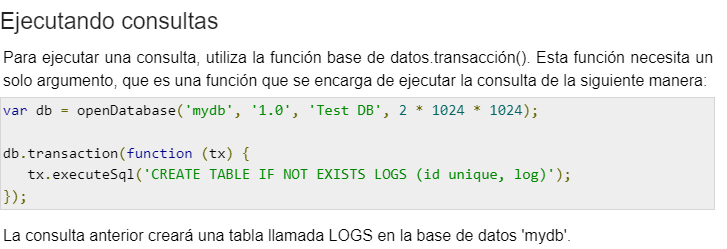 Ejecutando consultas
Para ejecutar una consulta, utiliza la función base de datos.transacción(). Esta función necesita un
solo argumento, que es una función que se encarga de ejecutar la consulta de la siguiente manera:
var db = openDatabase('mydb', '1.0', 'Test DB', 2 * 1024 * 1024);
db.transaction(function (tx) {
   tx.executeSql('CREATE TABLE IF NOT EXISTS LOGS (id unique, log)');
});
La consulta anterior creará una tabla llamada LOGS en la base de datos 'mydb'.